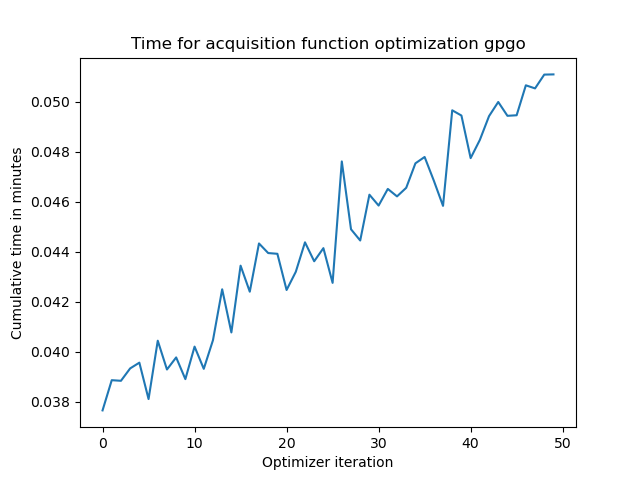 Time for acquisition function optimization gpgo
Cumulative time in minutes
0.050
0.048
0.046
0.044
0.042
0.040
0.038
0 10 20 30 40 50
Optimizer iteration